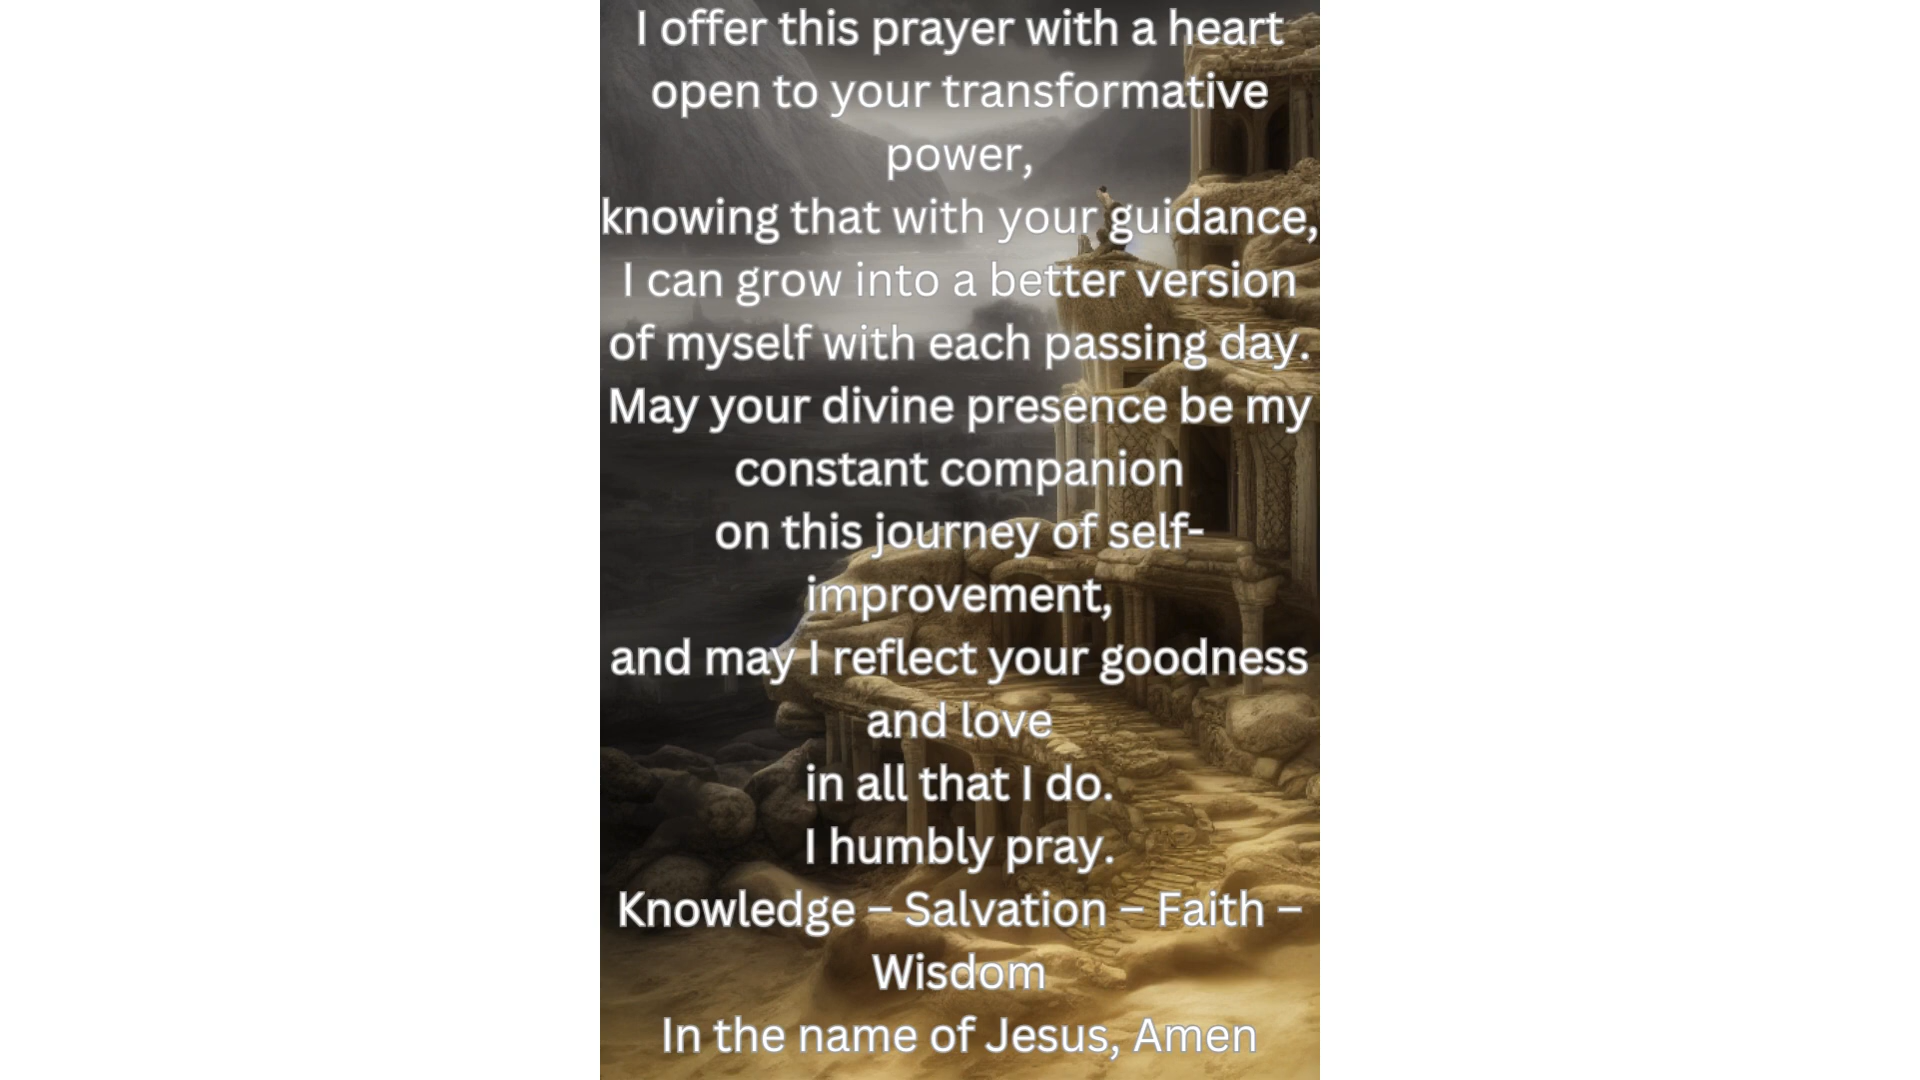 I offer this prayer with a heart
open to your transformative
power,
knowing that with your guidance,
I can grow into a better version
of myself with each passing day.
May your divine presence be my
constant companion
on this journey of self-
improvement,
and may I reflect your goodness
and love
in all that I do.
I humbly pray.
Knowledge – Salvation – Faith –
Wisdom
In the name of Jesus, Amen